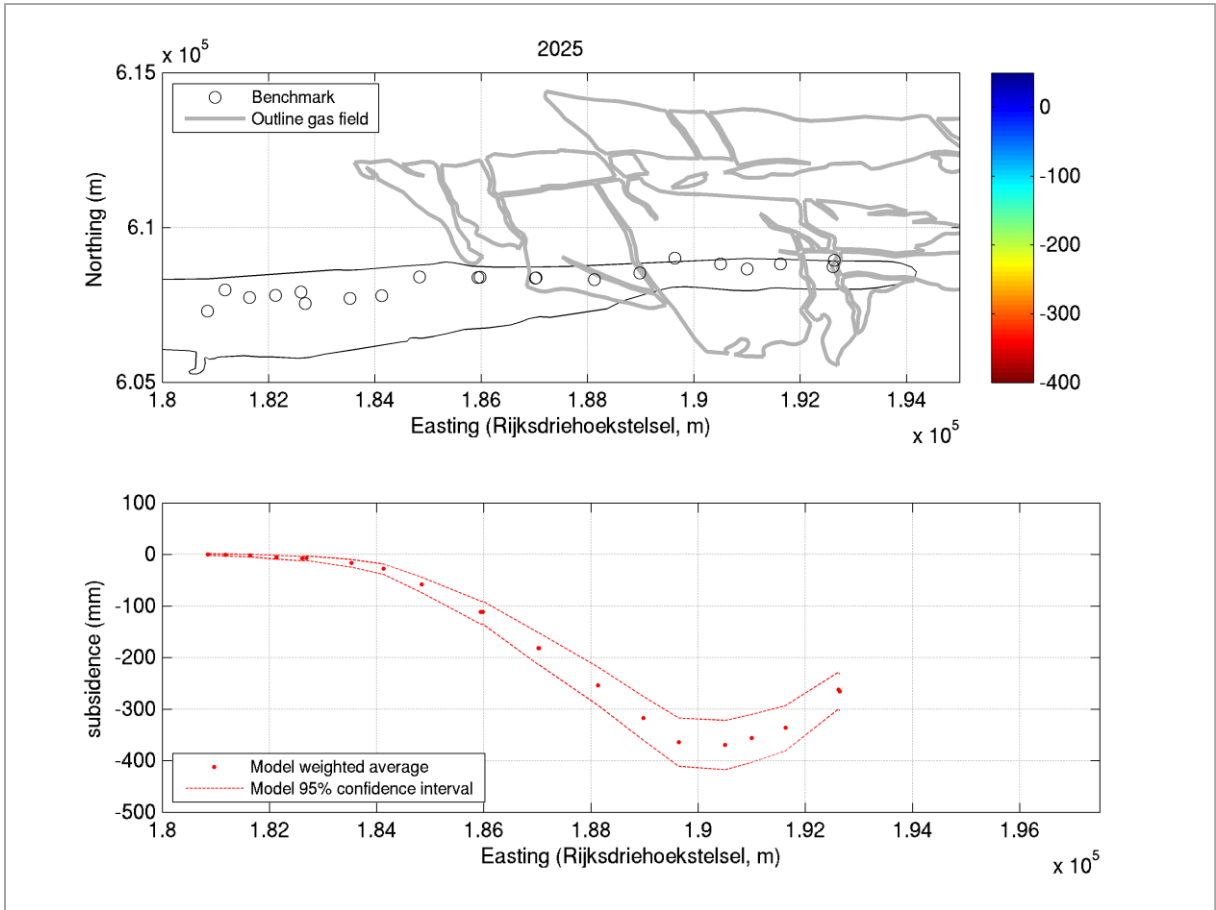 x 10^5
2025
6.15
6.1
6.05
Northing (m)
Benchmark
Outline gas field
0
-100
-200
-300
-400
1.8 1.82 1.84 1.86 1.88 1.9 1.92 1.94
Easting (Rijksdriehoekstelsel, m)
x 10^5
100
0
-100
-200
-300
-400
-500
subsidence (mm)
Model weighted average
Model 95% confidence interval
1.8 1.82 1.84 1.86 1.88 1.9 1.92 1.94 1.96
Easting (Rijksdriehoekstelsel, m)
x 10^5